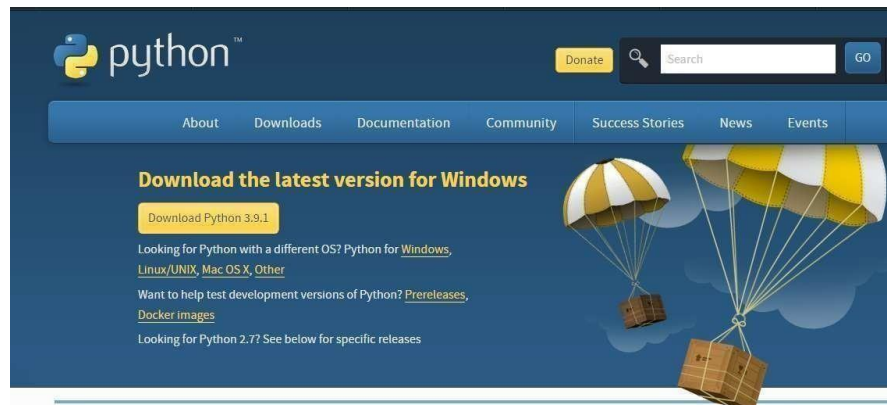 python™
Donate
Search
GO
About Downloads Documentation Community Success Stories News Events
Download the latest version for Windows
Download Python 3.9.1
Looking for Python with a different OS? Python for Windows,
Linux/UNIX, Mac OS X, Other
Want to help test development versions of Python? Prereleases,
Docker images
Looking for Python 2.7? See below for specific releases